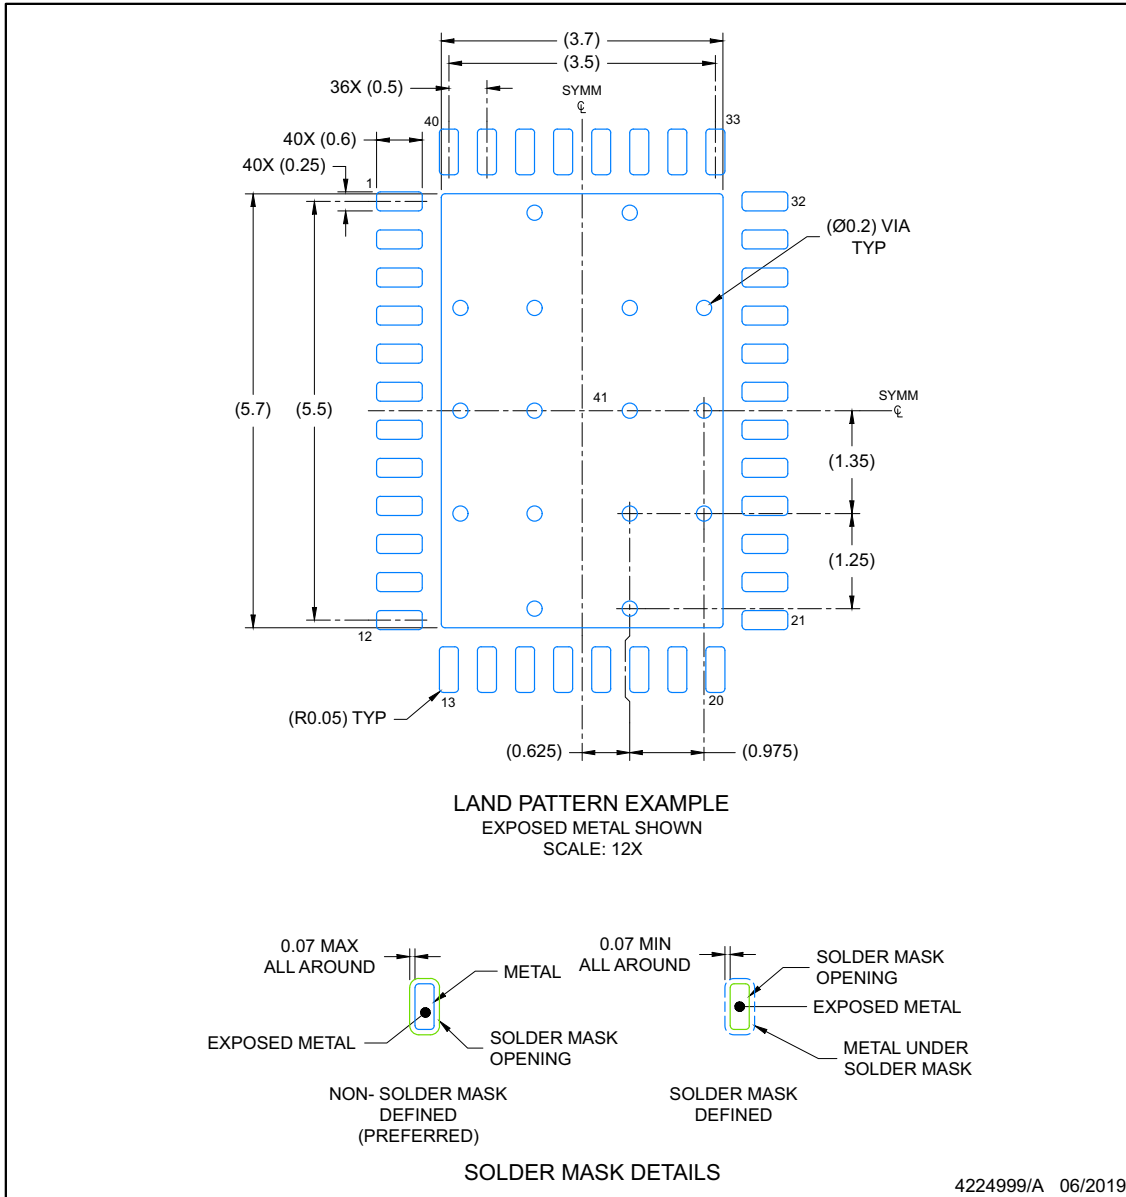 (3.7)
(3.5)
36X (0.5)
SYMM
℄
40
33
40X (0.6)
40X (0.25)
1
32
(Ø0.2) VIA
TYP
(5.7)
(5.5)
41
SYMM
℄
(1.35)
(1.25)
12
21
13
20
(R0.05) TYP
(0.625)
(0.975)
LAND PATTERN EXAMPLE
EXPOSED METAL SHOWN
SCALE: 12X
0.07 MAX
ALL AROUND
METAL
EXPOSED METAL
SOLDER MASK
OPENING
NON- SOLDER MASK
DEFINED
(PREFERRED)
0.07 MIN
ALL AROUND
SOLDER MASK
OPENING
EXPOSED METAL
METAL UNDER
SOLDER MASK
SOLDER MASK
DEFINED
SOLDER MASK DETAILS
4224999/A 06/2019